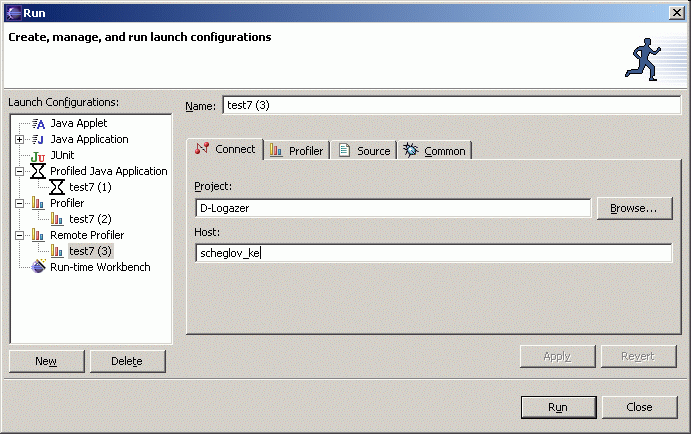 Run
Create, manage, and run launch configurations
Launch Configurations:
Java Applet
Java Application
JUnit
Profiled Java Application
test7 (1)
Profiler
test7 (2)
Remote Profiler
test7 (3)
Run-time Workbench
New Delete
Name: test7 (3)
Connect Profiler Source Common
Project:
D-Logazer Browse...
Host:
scheglov_ke
Apply Revert
Run Close